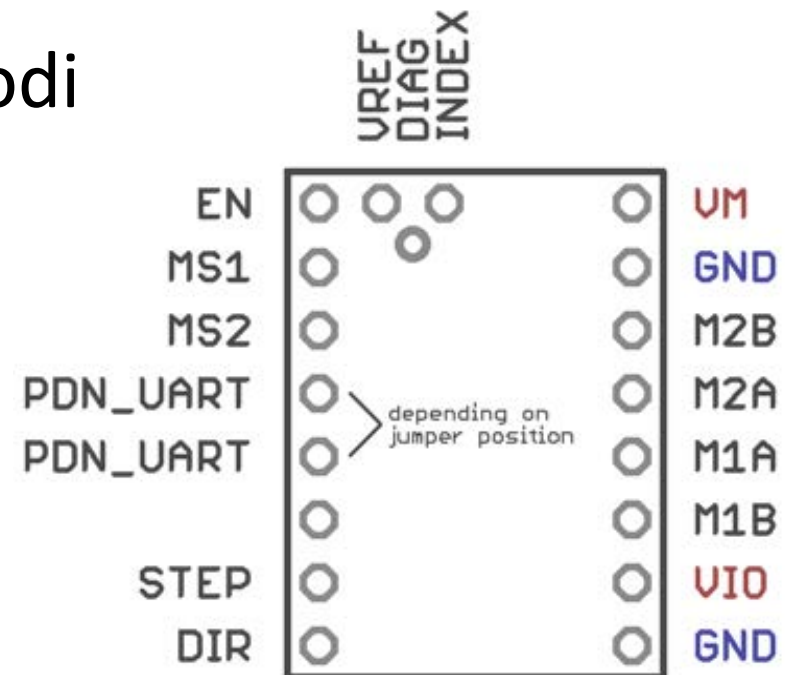 odi
VREF
DIAG
INDEX
EN
VM
MS1
GND
MS2
M2B
PDN_UART
M2A
depending on
jumper position
PDN_UART
M1A
M1B
STEP
VIO
DIR
GND